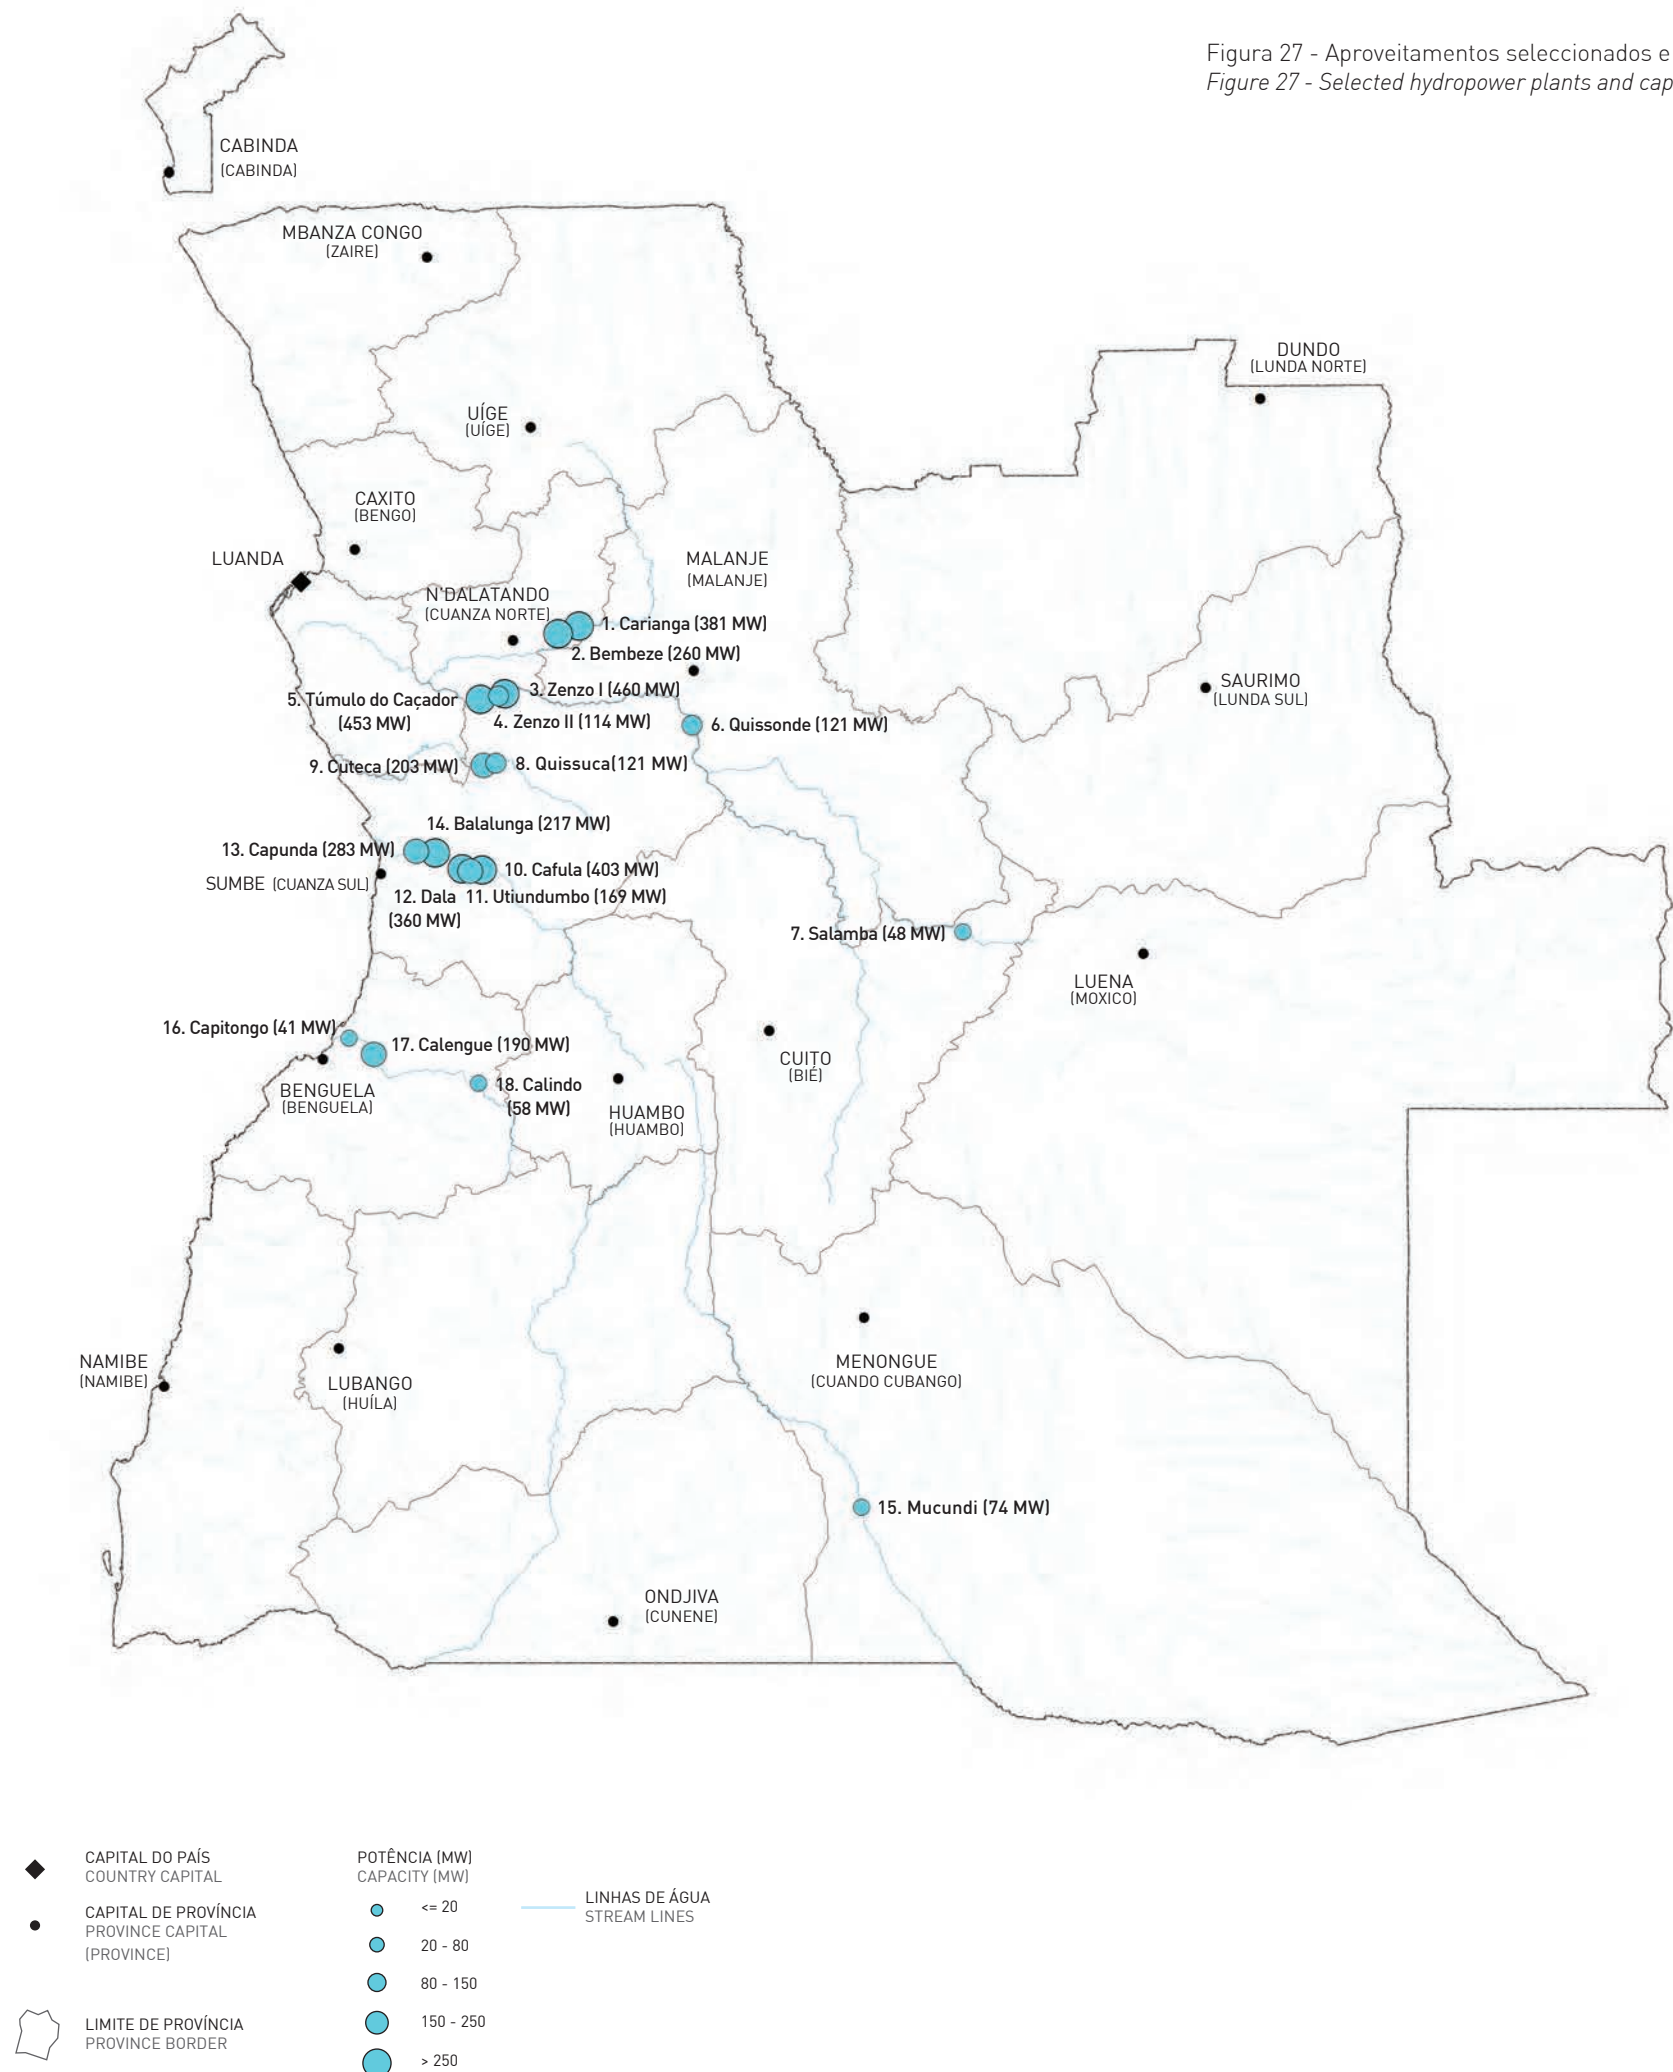 Figura 27 - Aproveitamentos seleccionados e
Figure 27 - Selected hydropower plants and cap
CABINDA
(CABINDA)
MBANZA CONGO
(ZAIRE)
DUNDO
(LUNDA NORTE)
UÍGE
(UÍGE)
CAXITO
(BENGO)
LUANDA
MALANJE
(MALANJE)
N'DALATANDO
(CUANZA NORTE)
1. Carianga (381 MW)
2. Bembeze (260 MW)
SAURIMO
(LUNDA SUL)
3. Zenzo I (460 MW)
5. Túmulo do Caçador
(453 MW)
4. Zenzo II (114 MW)
6. Quissonde (121 MW)
9. Cuteca (203 MW)
8. Quissuca(121 MW)
14. Balalunga (217 MW)
13. Capunda (283 MW)
10. Cafula (403 MW)
SUMBE (CUANZA SUL)
12. Dala
(360 MW)
11. Utiundumbo (169 MW)
7. Salamba (48 MW)
LUENA
(MOXICO)
16. Capitongo (41 MW)
17. Calengue (190 MW)
CUITO
(BIÉ)
BENGUELA
(BENGUELA)
18. Calindo
(58 MW)
HUAMBO
(HUAMBO)
NAMIBE
(NAMIBE)
LUBANGO
(HUÍLA)
MENONGUE
(CUANDO CUBANGO)
15. Mucundi (74 MW)
ONDJIVA
(CUNENE)
CAPITAL DO PAÍS
COUNTRY CAPITAL
CAPITAL DE PROVÍNCIA
PROVINCE CAPITAL
(PROVINCE)
LIMITE DE PROVÍNCIA
PROVINCE BORDER
POTÊNCIA (MW)
CAPACITY (MW)
<= 20
20 - 80
80 - 150
150 - 250
> 250
LINHAS DE ÁGUA
STREAM LINES